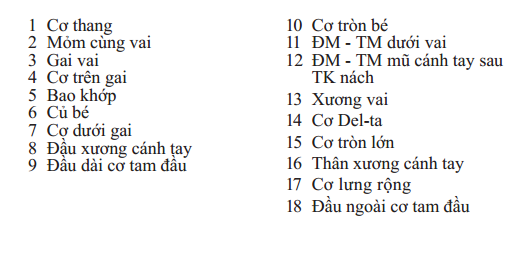 1 Cơ thang
2 Mỏm cùng vai
3 Gai vai
4 Cơ trên gai
5 Bao khớp
6 Củ bé
7 Cơ dưới gai
8 Đầu xương cánh tay
9 Đầu dài cơ tam đầu
10 Cơ tròn bé
11 ĐM - TM dưới vai
12 ĐM - TM mũ cánh tay sau
TK nách
13 Xương vai
14 Cơ Del-ta
15 Cơ tròn lớn
16 Thân xương cánh tay
17 Cơ lưng rộng
18 Đầu ngoài cơ tam đầu